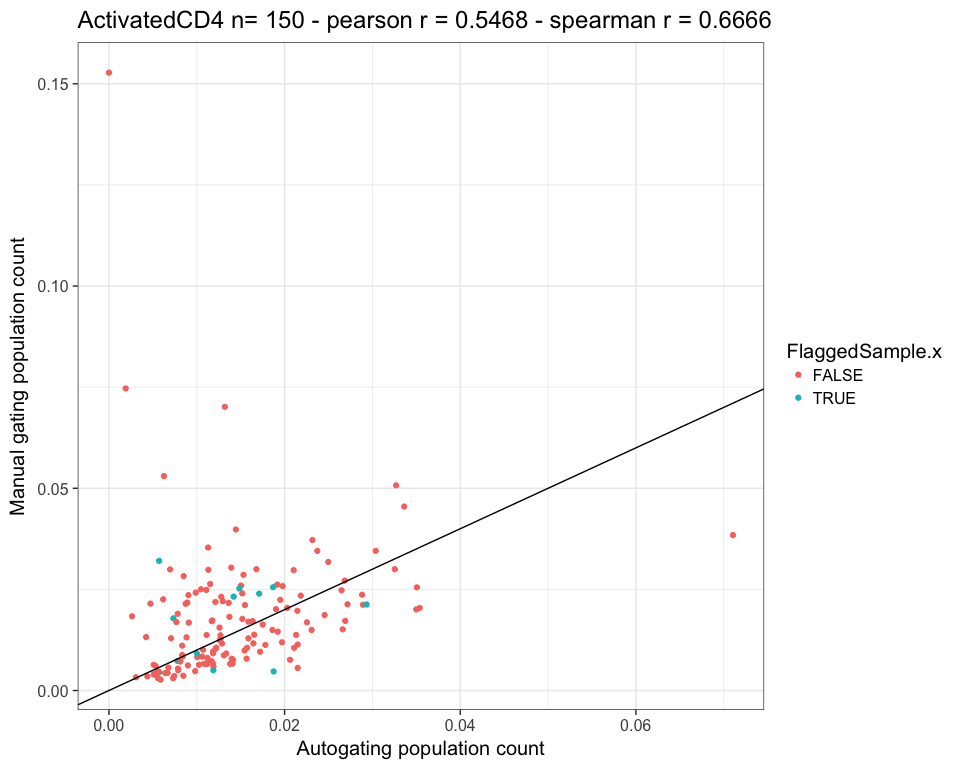 ActivatedCD4 n= 150 - pearson r = 0.5468 - spearman r = 0.6666
0.15
0.10
0.05
0.00
Manual gating population count
0.00 0.02 0.04 0.06
Autogating population count
FlaggedSample.x
FALSE
TRUE